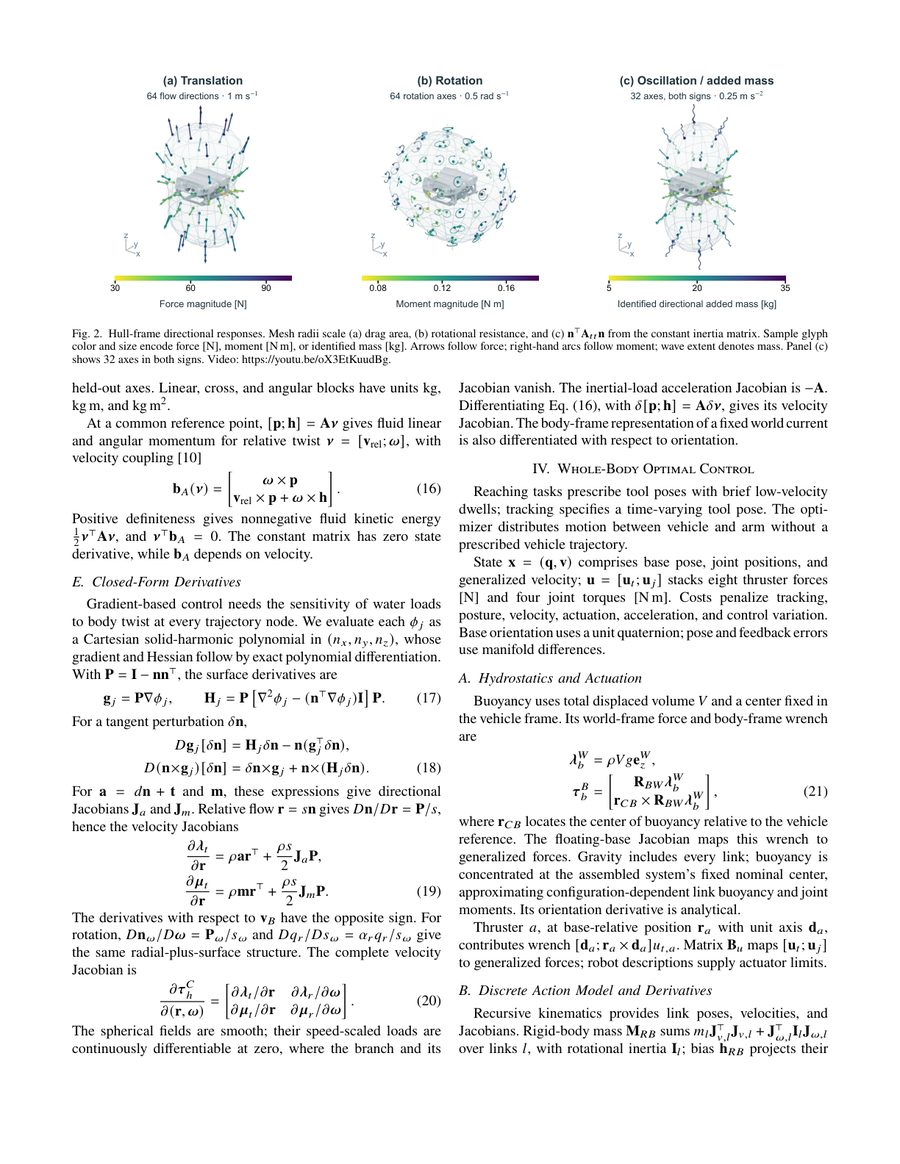 (a) Translation
64 flow directions · 1 m s⁻¹
(b) Rotation
64 rotation axes · 0.5 rad s⁻¹
(c) Oscillation / added mass
32 axes, both signs · 0.25 m s⁻²
z
y
x
z
y
x
z
y
x
30 60 90
Force magnitude [N]
0.08 0.12 0.16
Moment magnitude [N m]
5 20 35
Identified directional added mass [kg]
Fig. 2. Hull-frame directional responses. Mesh radii scale (a) drag area, (b) rotational resistance, and (c) n⊤Aₜₜn from the constant inertia matrix. Sample glyph
color and size encode force [N], moment [N m], or identified mass [kg]. Arrows follow force; right-hand arcs follow moment; wave extent denotes mass. Panel (c)
shows 32 axes in both signs. Video: https://youtu.be/oX3EtKuudBg.
held-out axes. Linear, cross, and angular blocks have units kg,
kg m, and kg m².
At a common reference point, [p; h] = Aν gives fluid linear
and angular momentum for relative twist ν = [v_rel; ω], with
velocity coupling [10]
b_A(ν) = [ω × p; v_rel × p + ω × h]. (16)
Positive definiteness gives nonnegative fluid kinetic energy
½ν⊤Aν, and ν⊤b_A = 0. The constant matrix has zero state
derivative, while b_A depends on velocity.
E. Closed-Form Derivatives
Gradient-based control needs the sensitivity of water loads
to body twist at every trajectory node. We evaluate each ϕ_j as
a Cartesian solid-harmonic polynomial in (n_x, n_y, n_z), whose
gradient and Hessian follow by exact polynomial differentiation.
With P = I − nn⊤, the surface derivatives are
g_j = P∇ϕ_j, H_j = P [∇²ϕ_j − (n⊤∇ϕ_j)I] P. (17)
For a tangent perturbation δn,
Dg_j[δn] = H_jδn − n(g_j⊤δn),
D(n×g_j)[δn] = δn×g_j + n×(H_jδn). (18)
For a = dn + t and m, these expressions give directional
Jacobians J_a and J_m. Relative flow r = sn gives Dn/Dr = P/s,
hence the velocity Jacobians
∂λ_t/∂r = ρar⊤ + ρs/2 J_aP,
∂μ_t/∂r = ρmr⊤ + ρs/2 J_mP. (19)
The derivatives with respect to v_B have the opposite sign. For
rotation, Dn_ω/Dω = P_ω/s_ω and Dq_r/Ds_ω = α_rq_r/s_ω give
the same radial-plus-surface structure. The complete velocity
Jacobian is
∂τ_h^C/∂(r, ω) = [∂λ_t/∂r ∂λ_r/∂ω; ∂μ_t/∂r ∂μ_r/∂ω]. (20)
The spherical fields are smooth; their speed-scaled loads are
continuously differentiable at zero, where the branch and its
Jacobian vanish. The inertial-load acceleration Jacobian is −A.
Differentiating Eq. (16), with δ[p; h] = Aδν, gives its velocity
Jacobian. The body-frame representation of a fixed world current
is also differentiated with respect to orientation.
IV. Whole-Body Optimal Control
Reaching tasks prescribe tool poses with brief low-velocity
dwells; tracking specifies a time-varying tool pose. The opti-
mizer distributes motion between vehicle and arm without a
prescribed vehicle trajectory.
State x = (q, v) comprises base pose, joint positions, and
generalized velocity; u = [u_t; u_j] stacks eight thruster forces
[N] and four joint torques [N m]. Costs penalize tracking,
posture, velocity, actuation, acceleration, and control variation.
Base orientation uses a unit quaternion; pose and feedback errors
use manifold differences.
A. Hydrostatics and Actuation
Buoyancy uses total displaced volume V and a center fixed in
the vehicle frame. Its world-frame force and body-frame wrench
are
λ_b^W = ρVge_z^W,
τ_b^B = [R_BWλ_b^W; r_CB × R_BWλ_b^W], (21)
where r_CB locates the center of buoyancy relative to the vehicle
reference. The floating-base Jacobian maps this wrench to
generalized forces. Gravity includes every link; buoyancy is
concentrated at the assembled system’s fixed nominal center,
approximating configuration-dependent link buoyancy and joint
moments. Its orientation derivative is analytical.
Thruster a, at base-relative position r_a with unit axis d_a,
contributes wrench [d_a; r_a × d_a]u_t,a. Matrix B_u maps [u_t; u_j]
to generalized forces; robot descriptions supply actuator limits.
B. Discrete Action Model and Derivatives
Recursive kinematics provides link poses, velocities, and
Jacobians. Rigid-body mass M_RB sums m_lJ_v,l⊤J_v,l + J_ω,l⊤I_lJ_ω,l
over links l, with rotational inertia I_l; bias h_RB projects their